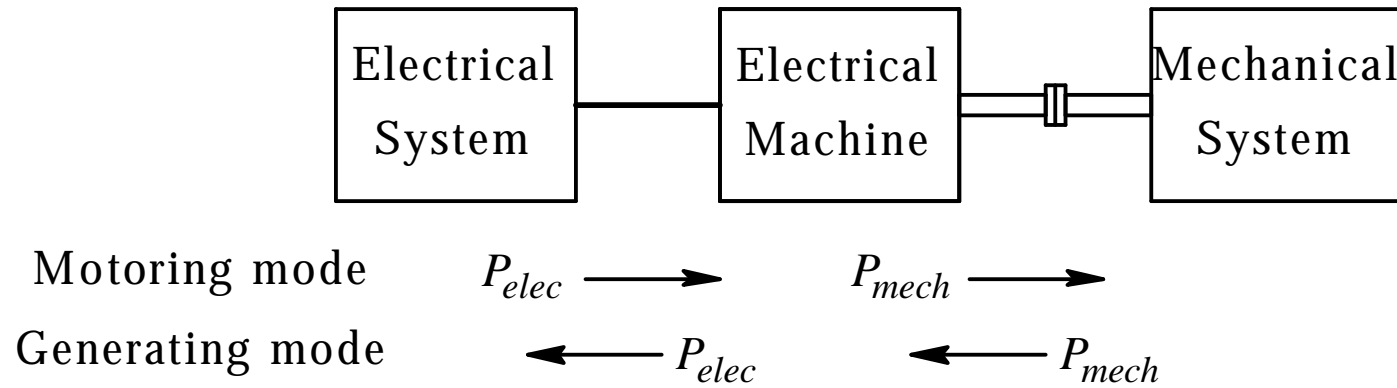 Electrical Electrical Mechanical
System Machine System
Motoring mode P_elec P_mech
Generating mode P_elec P_mech